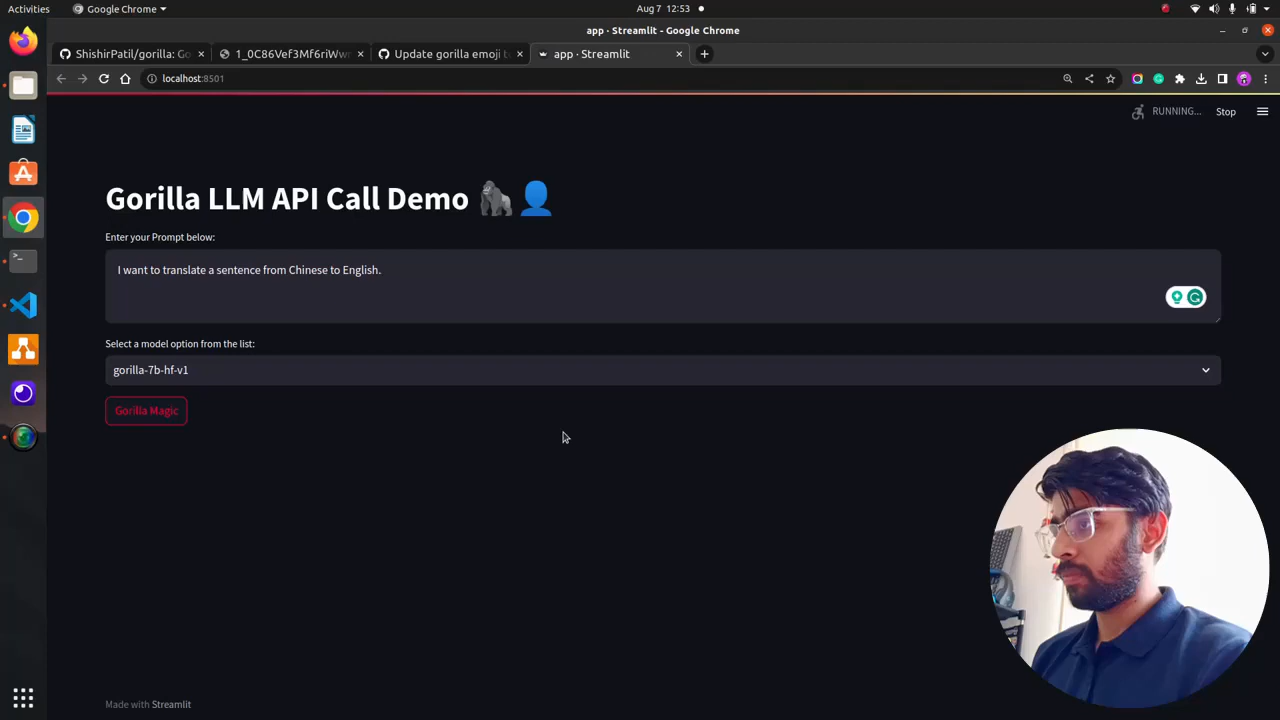 Activities
Google Chrome
Aug 7 12:53
app · Streamlit - Google Chrome
ShishirPatil/gorilla: Go
1_0C86Vef3Mf6riWwr
Update gorilla emoji to
app · Streamlit
localhost:8501
RUNNING...
Stop
Gorilla LLM API Call Demo 🦍👤
Enter your Prompt below:
I want to translate a sentence from Chinese to English.
Select a model option from the list:
gorilla-7b-hf-v1
Gorilla Magic
Made with Streamlit